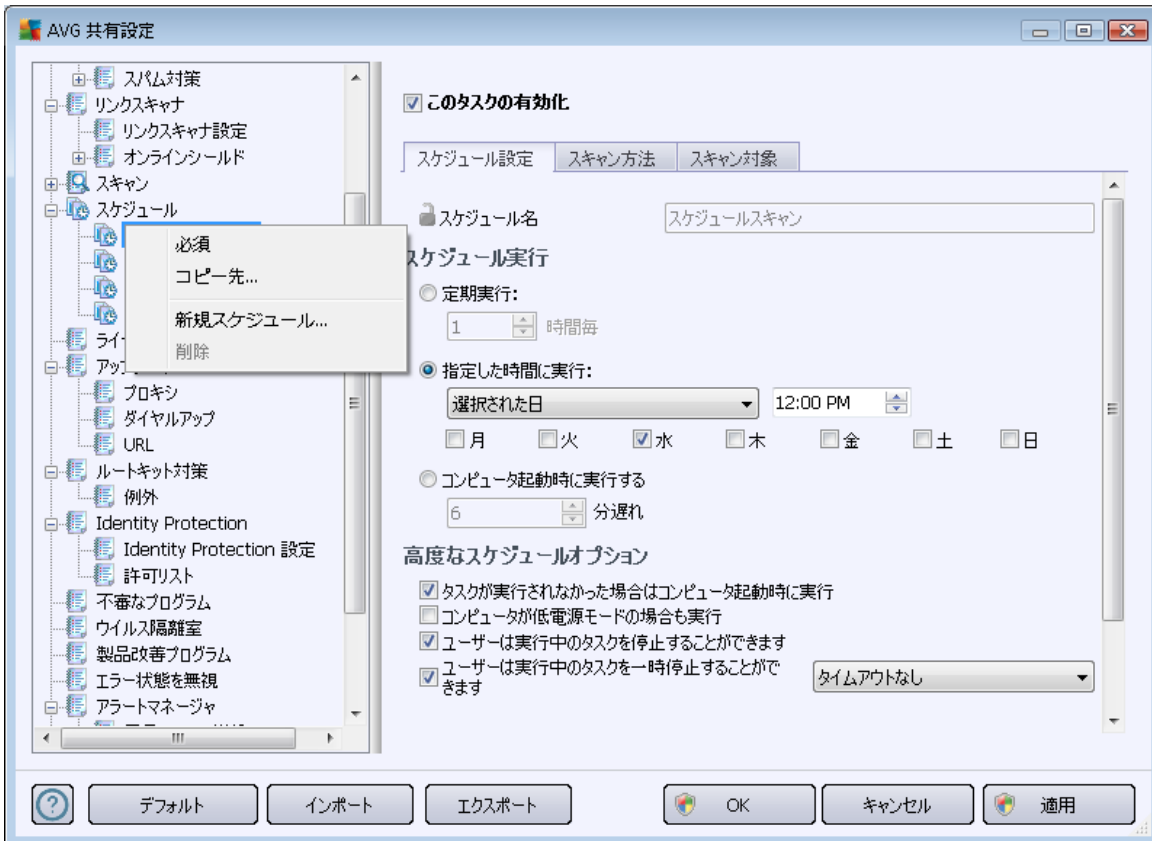 AVG 共有設定
スパム対策
リンクスキャナ
リンクスキャナ設定
オンラインシールド
スキャン
スケジュール
必須
コピー先...
新規スケジュール...
削除
プロキシ
ダイヤルアップ
URL
ルートキット対策
例外
Identity Protection
Identity Protection 設定
許可リスト
不審なプログラム
ウイルス隔離室
製品改善プログラム
エラー状態を無視
アラートマネージャ
このタスクの有効化
スケジュール設定
スキャン方法
スキャン対象
スケジュール名
スケジュールスキャン
スケジュール実行
定期実行:
1 時間毎
指定した時間に実行:
選択された日 12:00 PM
月 火 水 木 金 土 日
コンピュータ起動時に実行する
6 分遅れ
高度なスケジュールオプション
タスクが実行されなかった場合はコンピュータ起動時に実行
コンピュータが低電源モードの場合も実行
ユーザーは実行中のタスクを停止することができます
ユーザーは実行中のタスクを一時停止することがで
きます
タイムアウトなし
デフォルト
インポート
エクスポート
OK
キャンセル
適用